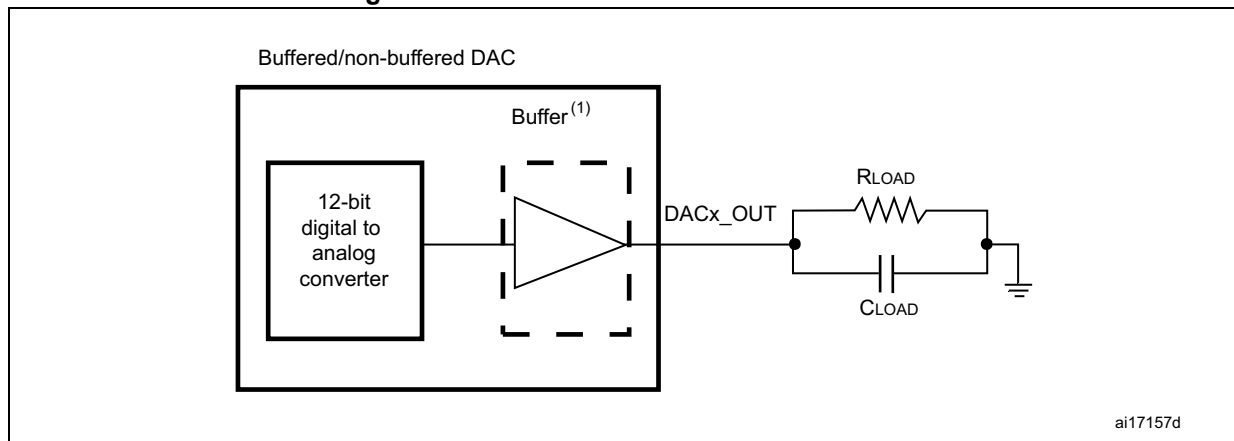 Buffered/non-buffered DAC
Buffer(1)
12-bit
digital to
analog
converter
DACx_OUT
RLOAD
CLOAD
ai17157d